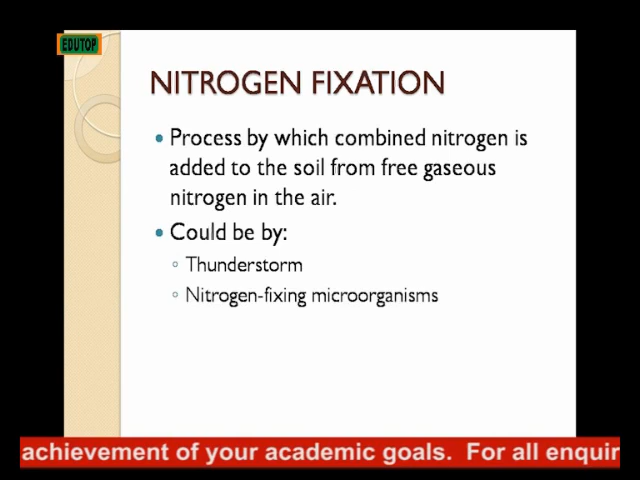 EDUTOP
NITROGEN FIXATION
• Process by which combined nitrogen is
added to the soil from free gaseous
nitrogen in the air.
• Could be by:
◦ Thunderstorm
◦ Nitrogen-fixing microorganisms
achievement of your academic goals. For all